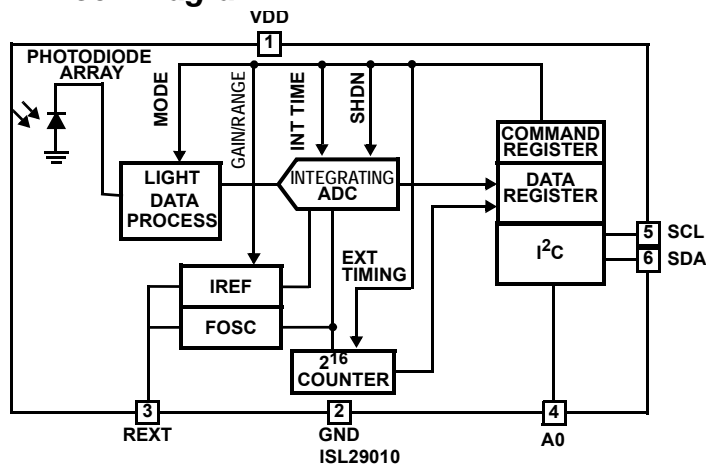 VDD
1
PHOTODIODE
ARRAY
MODE
GAIN/RANGE
INT TIME
SHDN
COMMAND
REGISTER
LIGHT
DATA
PROCESS
INTEGRATING
ADC
DATA
REGISTER
5 SCL
6 SDA
I2C
EXT
TIMING
IREF
FOSC
2^16
COUNTER
3
REXT
2
GND
ISL29010
4
A0